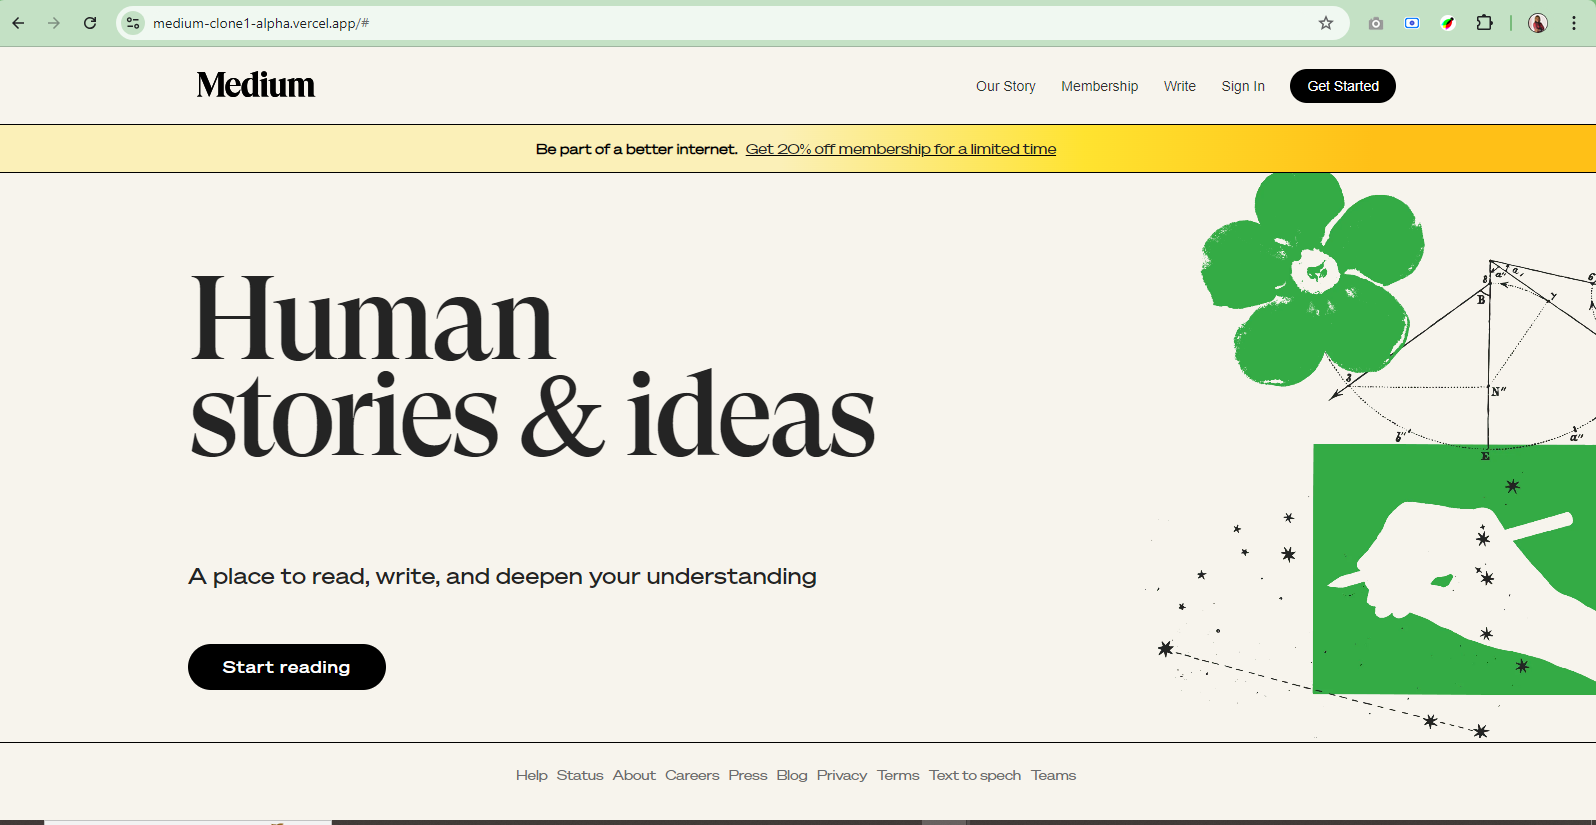 medium-clone1-alpha.vercel.app/#
Medium
Our Story Membership Write Sign In Get Started
Be part of a better internet. Get 20% off membership for a limited time
Human
stories & ideas
A place to read, write, and deepen your understanding
Start reading
B
N"
b"
a"
E
Help Status About Careers Press Blog Privacy Terms Text to spech Teams